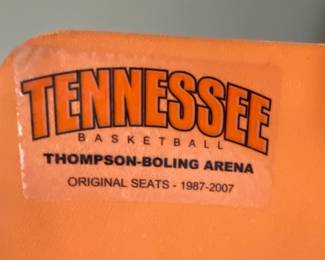 TENNESSEE
BASKETBALL
THOMPSON-BOLING ARENA
ORIGINAL SEATS - 1987-2007